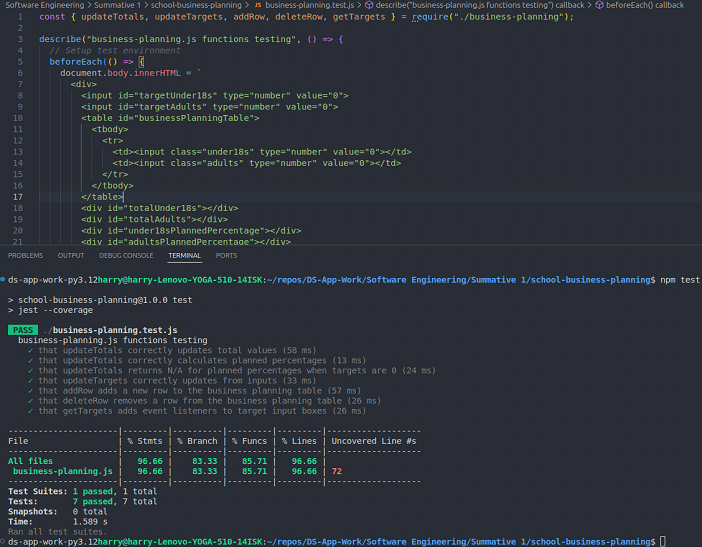 Software Engineering > Summative 1 > school-business-planning > JS business-planning.test.js > describe("business-planning.js functions testing") callback > beforeEach() callback
1 const { updateTotals, updateTargets, addRow, deleteRow, getTargets } = require("./business-planning");
2
3 describe("business-planning.js functions testing", () => {
4 // Setup test environment
5 beforeEach(() => {
6 document.body.innerHTML = `
7 <div>
8 <input id="targetUnder18s" type="number" value="0">
9 <input id="targetAdults" type="number" value="0">
10 <table id="businessPlanningTable">
11 <tbody>
12 <tr>
13 <td><input class="under18s" type="number" value="0"></td>
14 <td><input class="adults" type="number" value="0"></td>
15 </tr>
16 </tbody>
17 </table>
18 <div id="totalUnder18s"></div>
19 <div id="totalAdults"></div>
20 <div id="under18sPlannedPercentage"></div>
21 <div id="adultsPlannedPercentage"></div>
PROBLEMS OUTPUT DEBUG CONSOLE TERMINAL PORTS
ds-app-work-py3.12harry@harry-Lenovo-YOGA-510-14ISK:~/repos/DS-App-Work/Software Engineering/Summative 1/school-business-planning$ npm test
> school-business-planning@1.0.0 test
> jest --coverage
PASS ./business-planning.test.js
business-planning.js functions testing
✓ that updateTotals correctly updates total values (58 ms)
✓ that updateTotals correctly calculates planned percentages (13 ms)
✓ that updateTotals returns N/A for planned percentages when targets are 0 (24 ms)
✓ that updateTargets correctly updates from inputs (33 ms)
✓ that addRow adds a new row to the business planning table (57 ms)
✓ that deleteRow removes a row from the business planning table (26 ms)
✓ that getTargets adds event listeners to target input boxes (26 ms)
----------------------|---------|----------|---------|---------|-------------------
File | % Stmts | % Branch | % Funcs | % Lines | Uncovered Line #s
----------------------|---------|----------|---------|---------|-------------------
All files | 96.66 | 83.33 | 85.71 | 96.66 |
business-planning.js | 96.66 | 83.33 | 85.71 | 96.66 | 72
----------------------|---------|----------|---------|---------|-------------------
Test Suites: 1 passed, 1 total
Tests: 7 passed, 7 total
Snapshots: 0 total
Time: 1.589 s
Ran all test suites.
ds-app-work-py3.12harry@harry-Lenovo-YOGA-510-14ISK:~/repos/DS-App-Work/Software Engineering/Summative 1/school-business-planning$